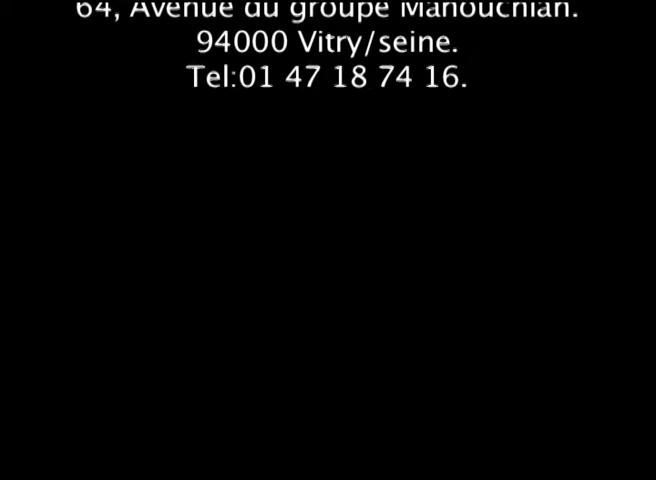 64, Avenue du groupe Manouchian.
94000 Vitry/seine.
Tel:01 47 18 74 16.